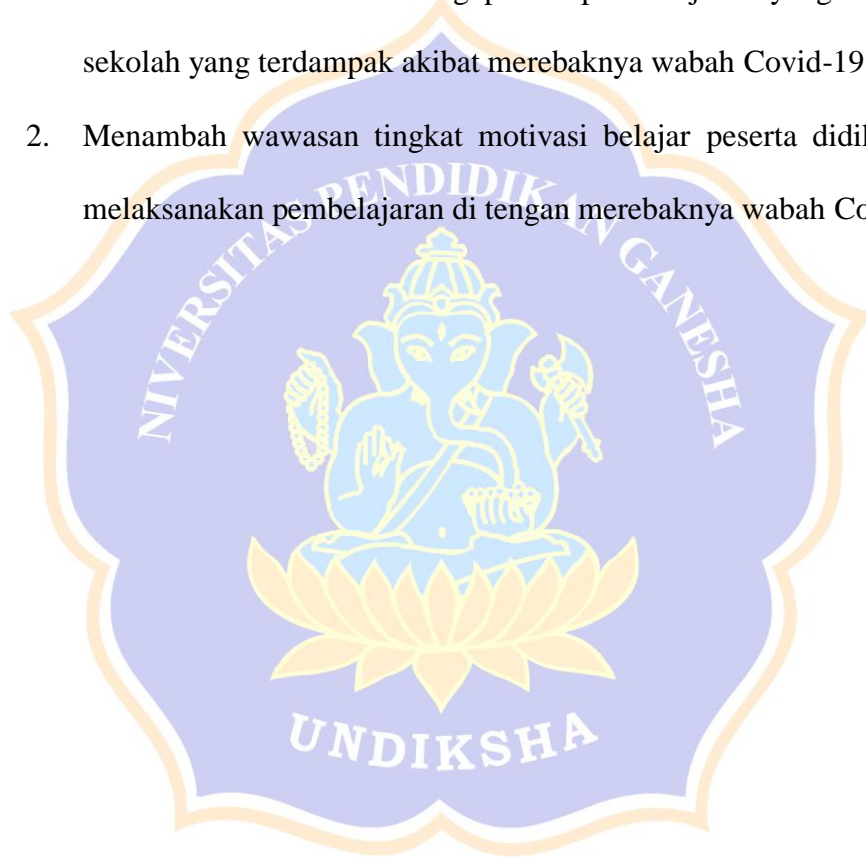 sekolah yang terdampak akibat merebaknya wabah Covid-19
2. Menambah wawasan tingkat motivasi belajar peserta
melaksanakan pembelajaran di tengan merebaknya wabah
NIVERSITAS PENDIDIKAN GANESHA
UNDIKSHA